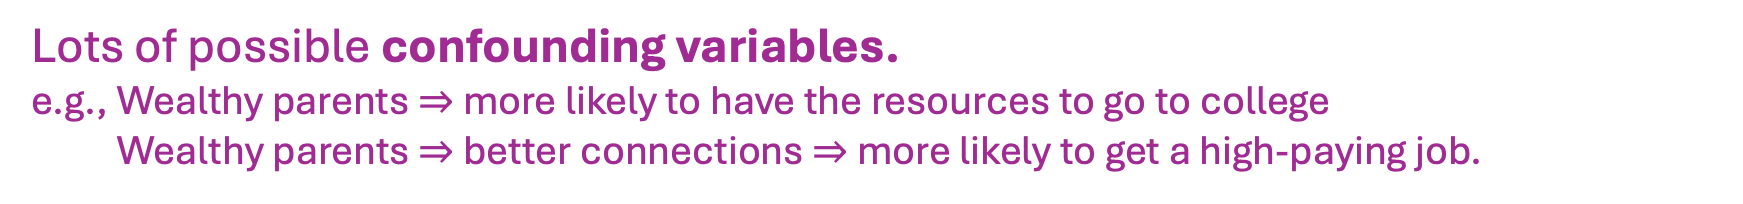 Lots of possible confounding variables.
e.g., Wealthy parents ⇒ more likely to have the resources to go to college
Wealthy parents ⇒ better connections ⇒ more likely to get a high-paying job.